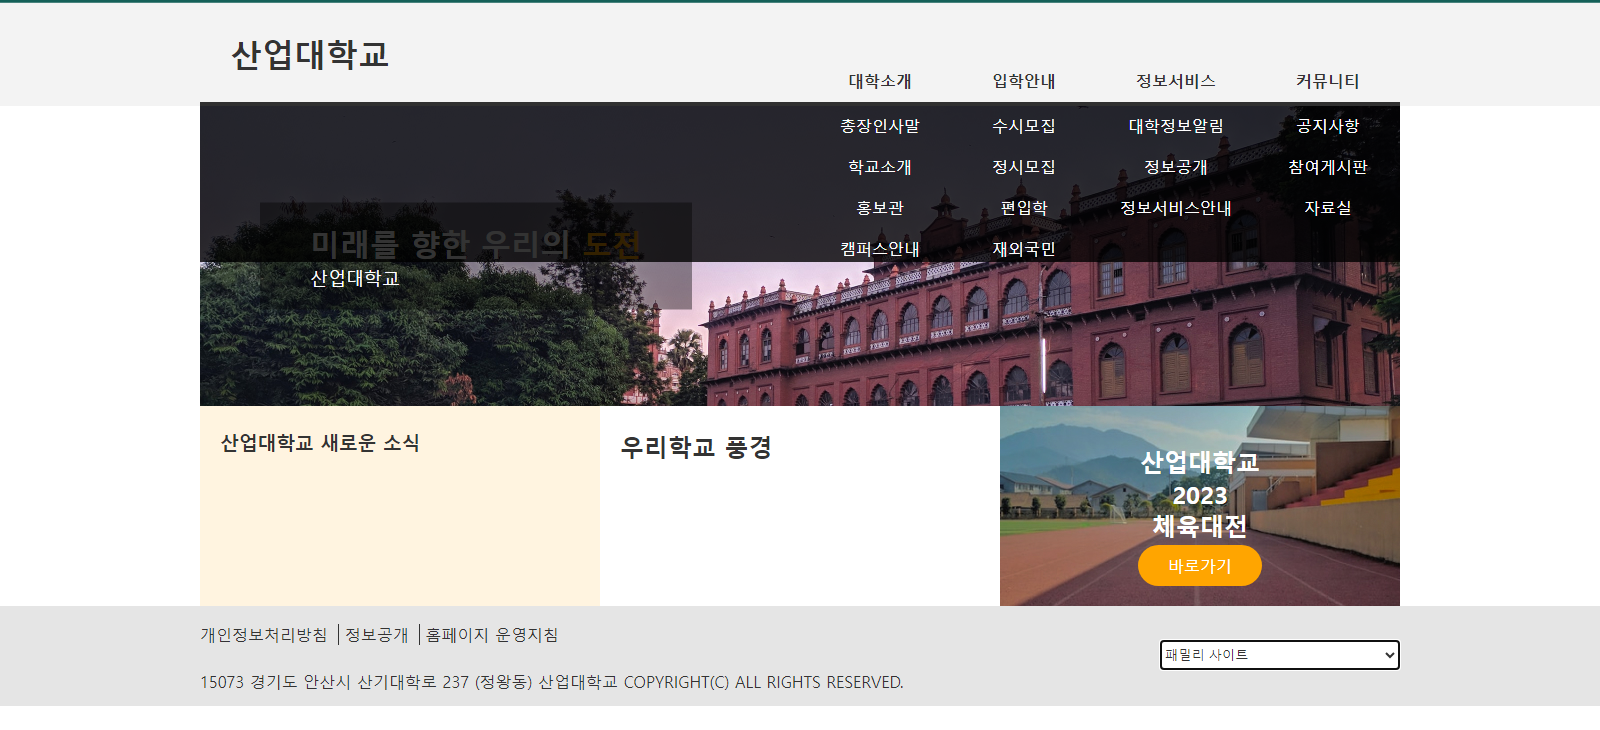 산업대학교
대학소개 입학안내 정보서비스 커뮤니티
총장인사말 수시모집 대학정보알림 공지사항
학교소개 정시모집 정보공개 참여게시판
홍보관 편입학 정보서비스안내 자료실
캠퍼스안내 재외국민
미래를 향한 우리의 도전
산업대학교
산업대학교 새로운 소식
우리학교 풍경
산업대학교
2023
체육대전
바로가기
개인정보처리방침 정보공개 홈페이지 운영지침
패밀리 사이트
15073 경기도 안산시 산기대학로 237 (정왕동) 산업대학교 COPYRIGHT(C) ALL RIGHTS RESERVED.